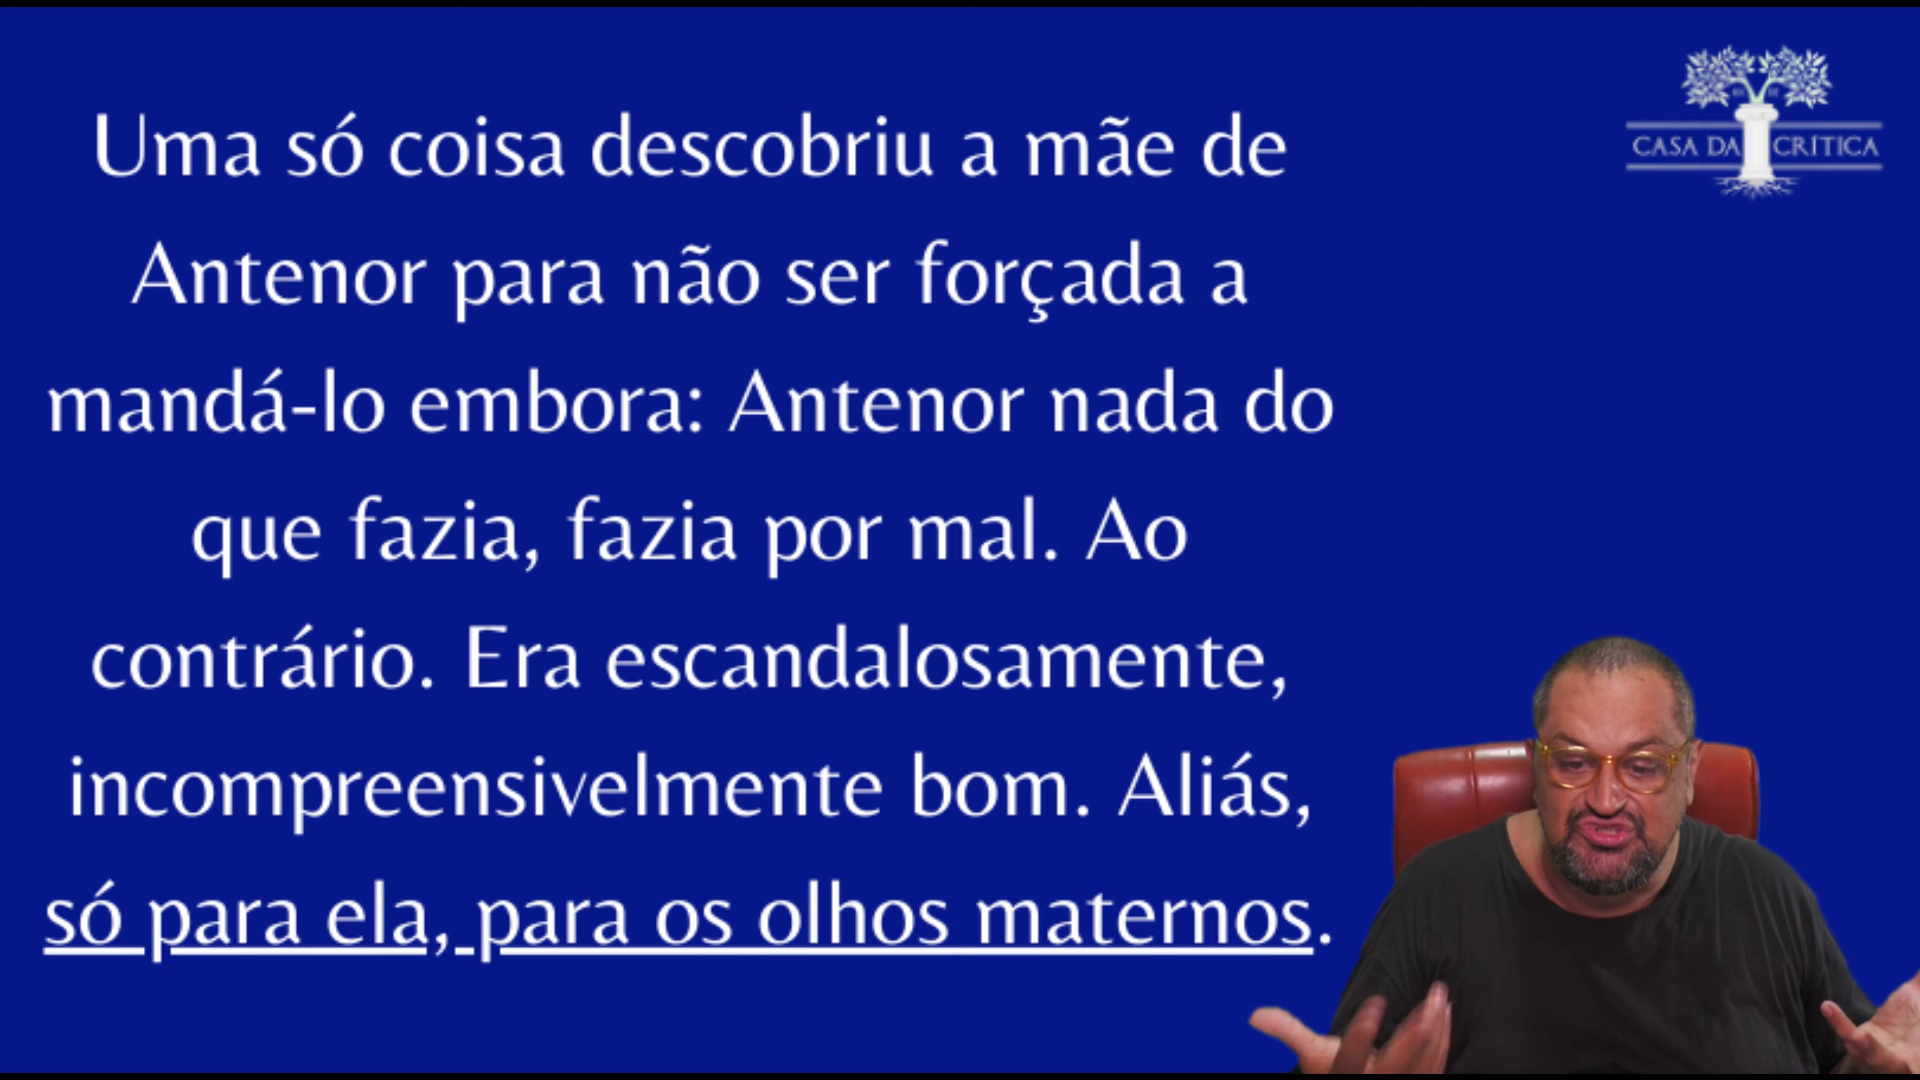 Uma só coisa descobriu a mãe de
Antenor para não ser forçada a
mandá-lo embora: Antenor nada do
que fazia, fazia por mal. Ao
contrário. Era escandalosamente,
incompreensivelmente bom. Aliás,
só para ela, para os olhos maternos.
CASA DA CRÍTICA